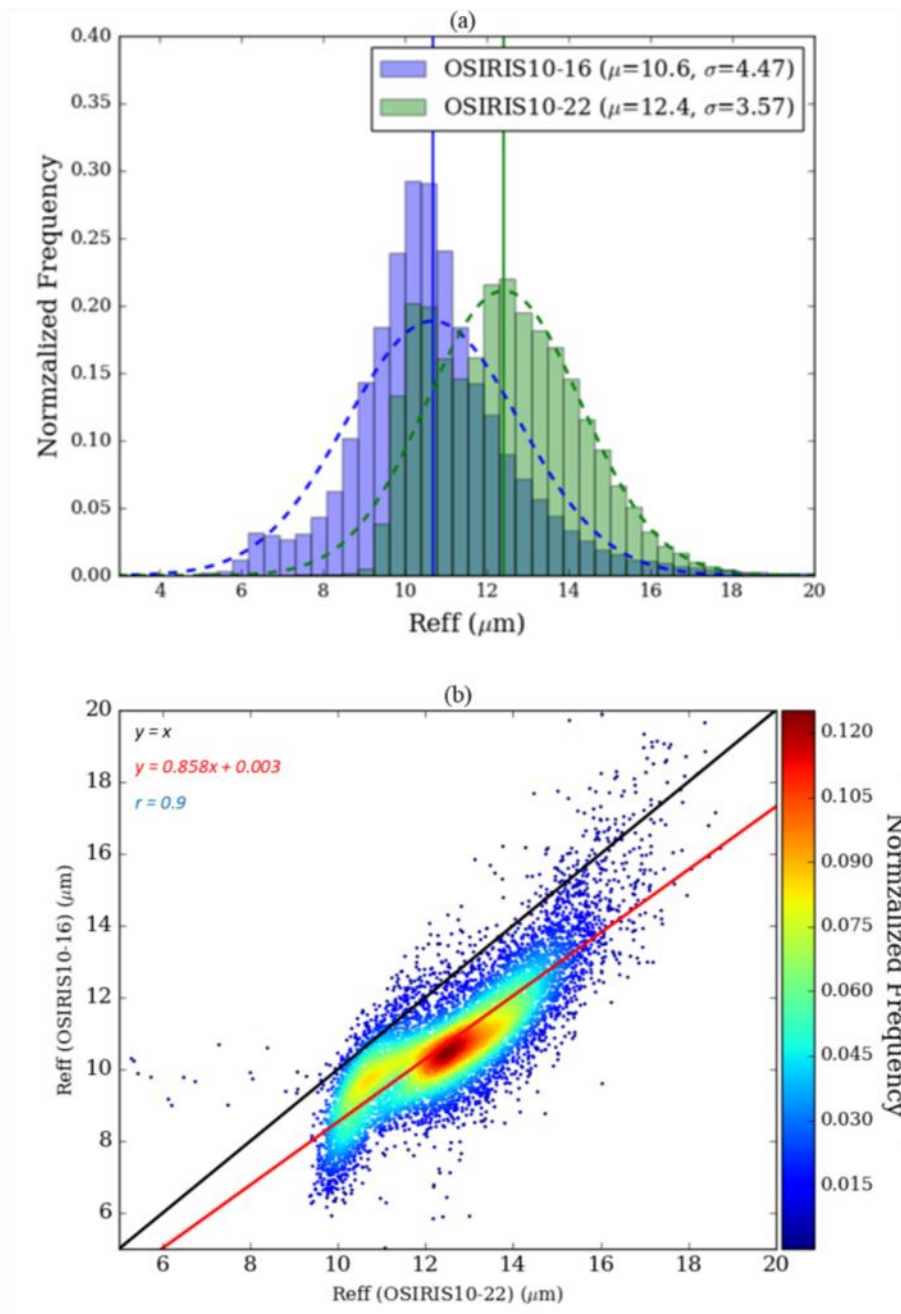 (a)
0.40
0.35
0.30
0.25
0.20
0.15
0.10
0.05
0.00
Normzalized Frequency
OSIRIS10-16 (μ=10.6, σ=4.47)
OSIRIS10-22 (μ=12.4, σ=3.57)
4 6 8 10 12 14 16 18 20
Reff (μm)
(b)
20
18
16
14
12
10
8
6
Reff (OSIRIS10-16) (μm)
y = x
y = 0.858x + 0.003
r = 0.9
6 8 10 12 14 16 18 20
Reff (OSIRIS10-22) (μm)
0.120
0.105
0.090
0.075
0.060
0.045
0.030
0.015
Normzalized Frequency